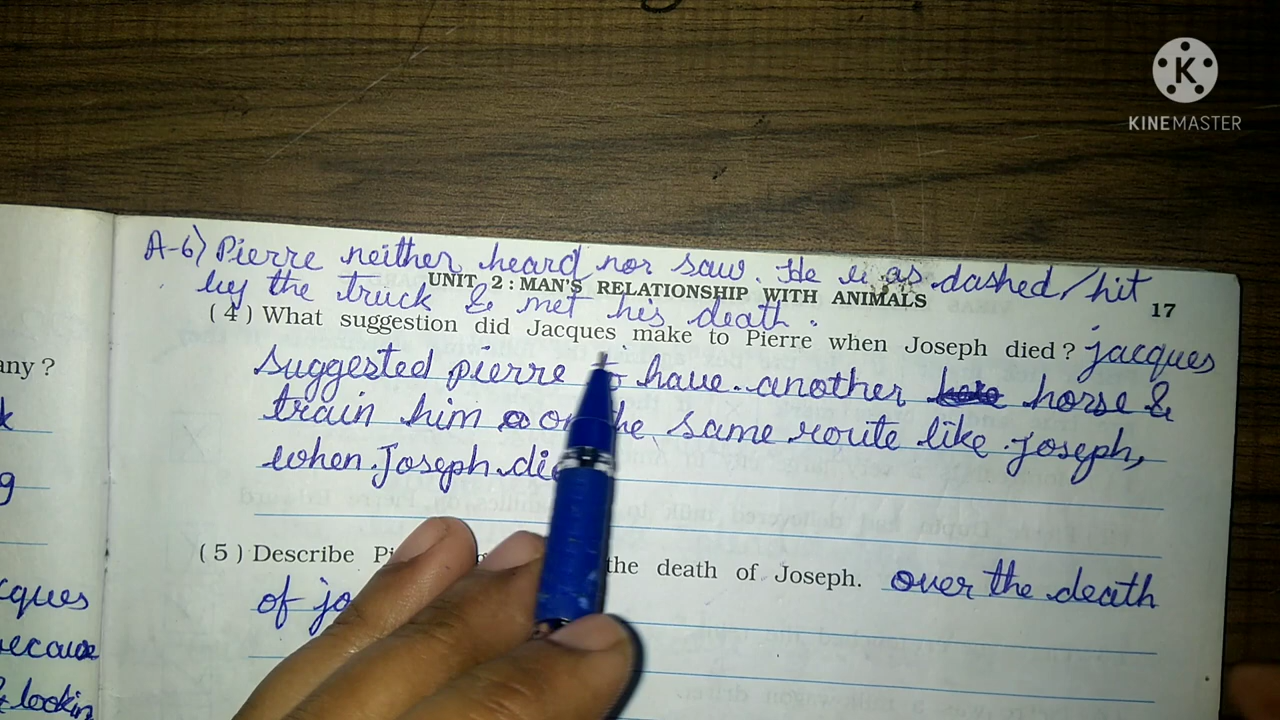 KINEMASTER
A-6) Pierre neither heard nor saw. He was dashed/hit
by the truck & met his death.
UNIT 2 : MAN'S RELATIONSHIP WITH ANIMALS
17
( 4 ) What suggestion did Jacques make to Pierre when Joseph died ? jacques
suggested pierre to have another horse &
train him on the same route like joseph,
when Joseph
( 5 ) Describe the death of Joseph. over the death
of
any ?
k
g
cques
ecause
& lookin